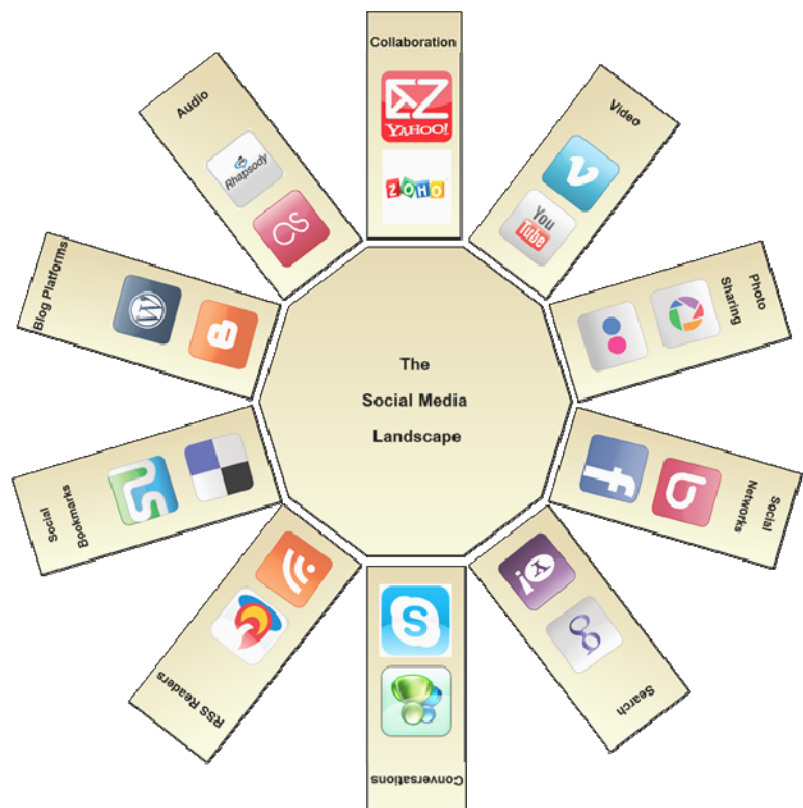 Collaboration
YAHOO!
ZOHO
Video
You
Tube
Photo
Sharing
Social
Networks
Y!
g
Search
S
Conversations
RSS Readers
Social
Bookmarks
Blog Platforms
W
Audio
Rhapsody
The
Social Media
Landscape